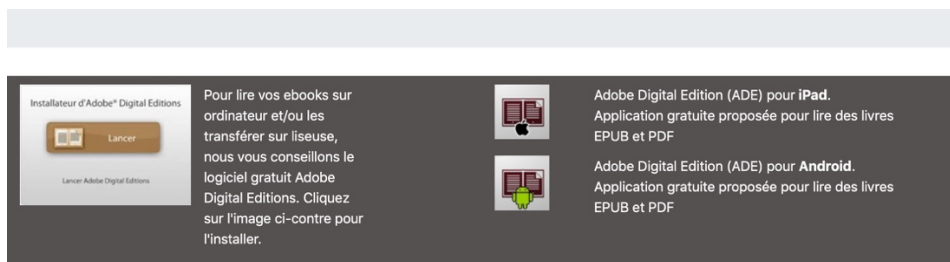 Installateur d'Adobe® Digital Editions
Lancer
Lancer Adobe Digital Editions
Pour lire vos ebooks sur
ordinateur et/ou les
transférer sur liseuse,
nous vous conseillons le
logiciel gratuit Adobe
Digital Editions. Cliquez
sur l'image ci-contre pour
l'installer.
Adobe Digital Edition (ADE) pour iPad.
Application gratuite proposée pour lire des livres
EPUB et PDF
Adobe Digital Edition (ADE) pour Android.
Application gratuite proposée pour lire des livres
EPUB et PDF